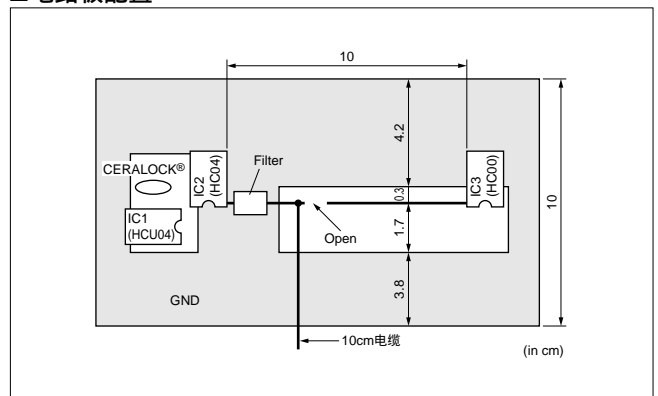 ■电路板配置
10
4.2
CERALOCK®
IC2
(HC04)
Filter
IC3
(HC00)
0.3
10
IC1
(HCU04)
Open
1.7
3.8
GND
10cm电缆
(in cm)